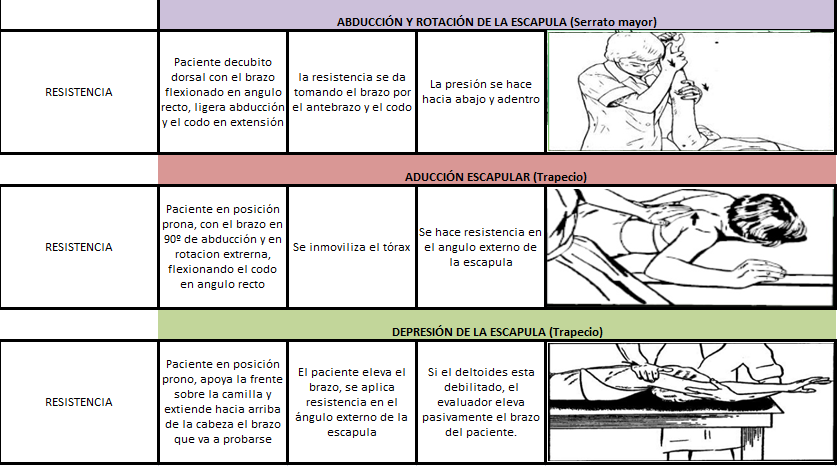 ABDUCCIÓN Y ROTACIÓN DE LA ESCAPULA (Serrato mayor)
RESISTENCIA
Paciente decubito
dorsal con el brazo
flexionado en angulo
recto, ligera abducción
y el codo en extensión
la resistencia se da
tomando el brazo por
el antebrazo y el codo
La presión se hace
hacia abajo y adentro
ADUCCIÓN ESCAPULAR (Trapecio)
RESISTENCIA
Paciente en posición
prona, con el brazo en
90º de abducción y en
rotacion extrerna,
flexionando el codo
en angulo recto
Se inmoviliza el tórax
Se hace resistencia en
el angulo externo de
la escapula
DEPRESIÓN DE LA ESCAPULA (Trapecio)
RESISTENCIA
Paciente en posición
prono, apoya la frente
sobre la camilla y
extiende hacia arriba
de la cabeza el brazo
que va a probarse
El paciente eleva el
brazo, se aplica
resistencia en el
ángulo externo de la
escapula
Si el deltoides esta
debilitado, el
evaluador eleva
pasivamente el brazo
del paciente.